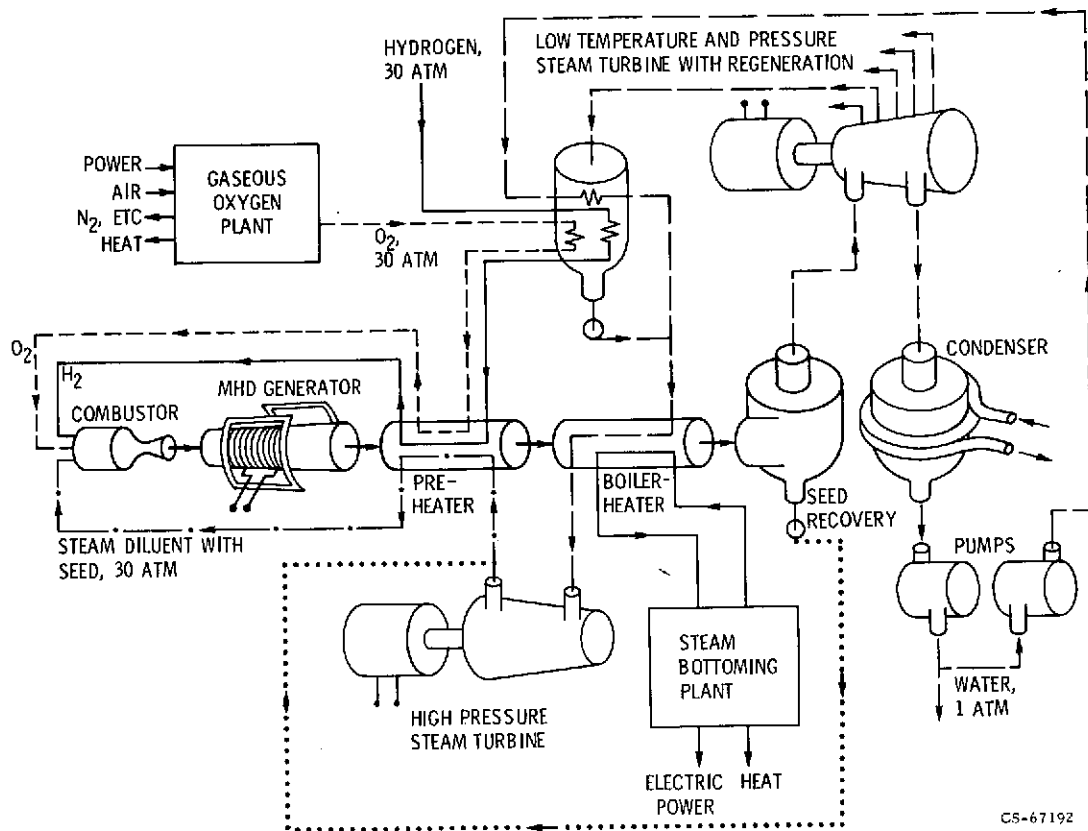 HYDROGEN,
30 ATM
LOW TEMPERATURE AND PRESSURE
STEAM TURBINE WITH REGENERATION
POWER
AIR
N2, ETC
HEAT
GASEOUS
OXYGEN
PLANT
O2,
30 ATM
O2
H2
MHD GENERATOR
COMBUSTOR
CONDENSER
PRE-
HEATER
BOILER-
HEATER
SEED
RECOVERY
STEAM DILUENT WITH
SEED, 30 ATM
PUMPS
STEAM
BOTTOMING
PLANT
WATER,
1 ATM
HIGH PRESSURE
STEAM TURBINE
ELECTRIC HEAT
POWER
CS-67192